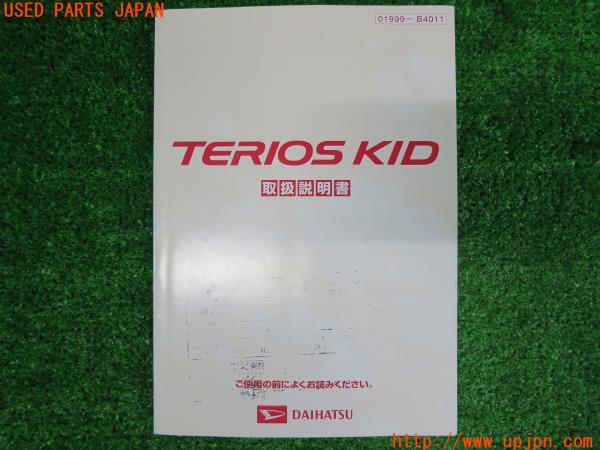 USED PARTS JAPAN
01999-B4011
TERIOS KID
取扱説明書
ご使用の前によくお読みください。
DAIHATSU
http://www.upjpn.com